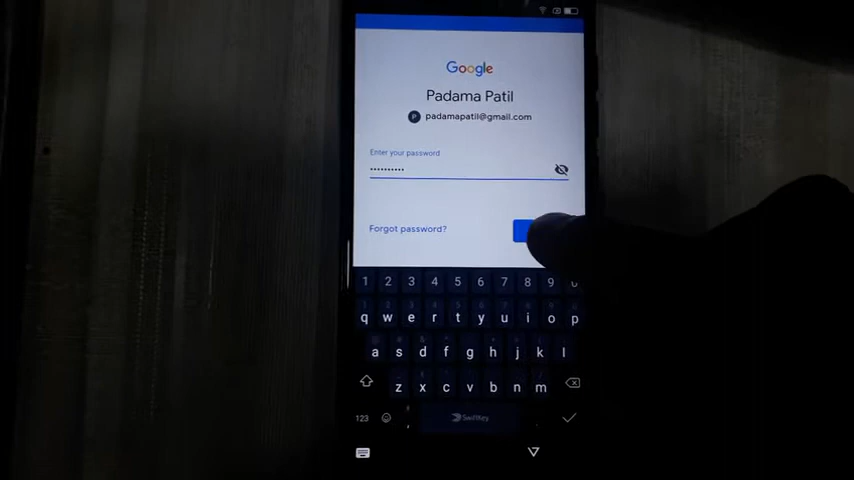 Google
Padama Patil
P padamapatil@gmail.com
Enter your password
••••••••••
Forgot password?
1 2 3 4 5 6 7 8 9
q w e r t y u i o p
a s d f g h j k l
z x c v b n m
123 SwiftKey